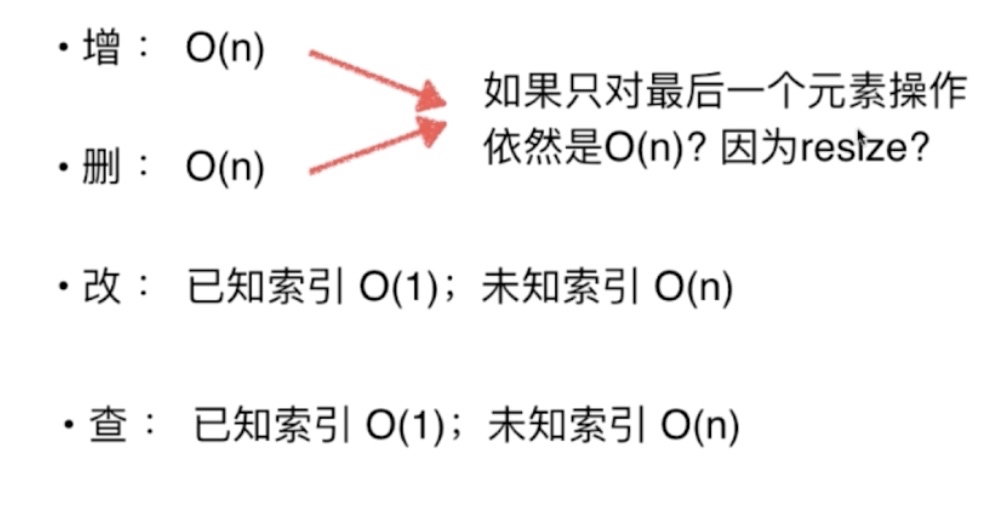 • 增： O(n)
• 删： O(n)
如果只对最后一个元素操作
依然是O(n)? 因为resize?
• 改： 已知索引 O(1)；未知索引 O(n)
• 查： 已知索引 O(1)；未知索引 O(n)